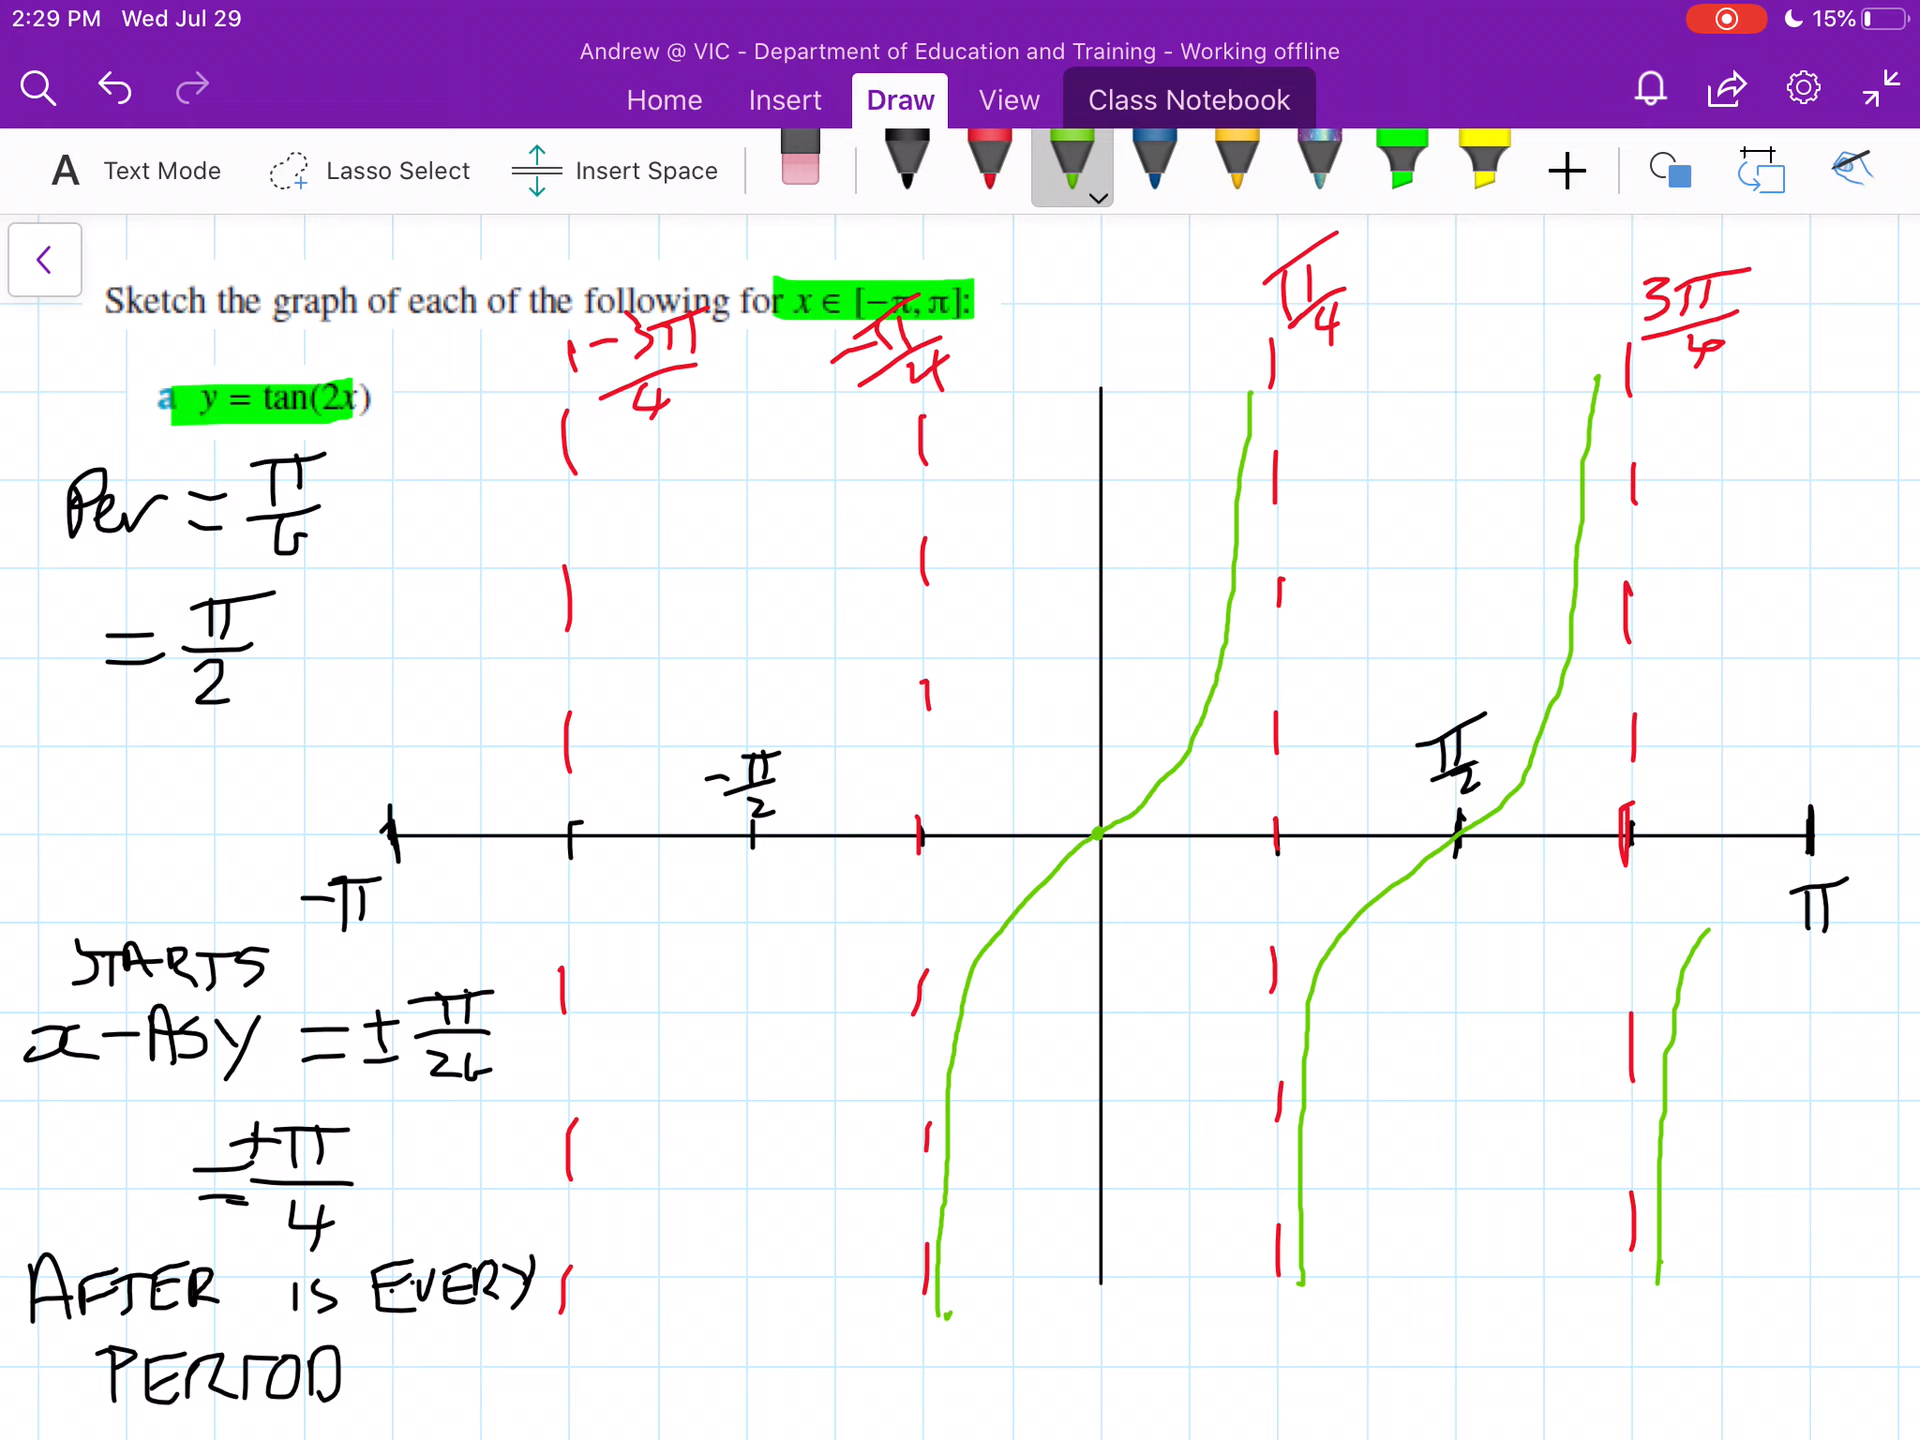 2:29 PM Wed Jul 29
15%
Andrew @ VIC - Department of Education and Training - Working offline
Home Insert Draw View Class Notebook
A Text Mode Lasso Select Insert Space
Sketch the graph of each of the following for x ∈ [−π, π]:
a y = tan(2x)
-3π/4
-π/4
π/4
3π/4
Per = π/b
= π/2
-π/2
π/2
-π
π
STARTS
x-ASY = ± π/2b
= ±π/4
AFTER IS EVERY
PERIOD